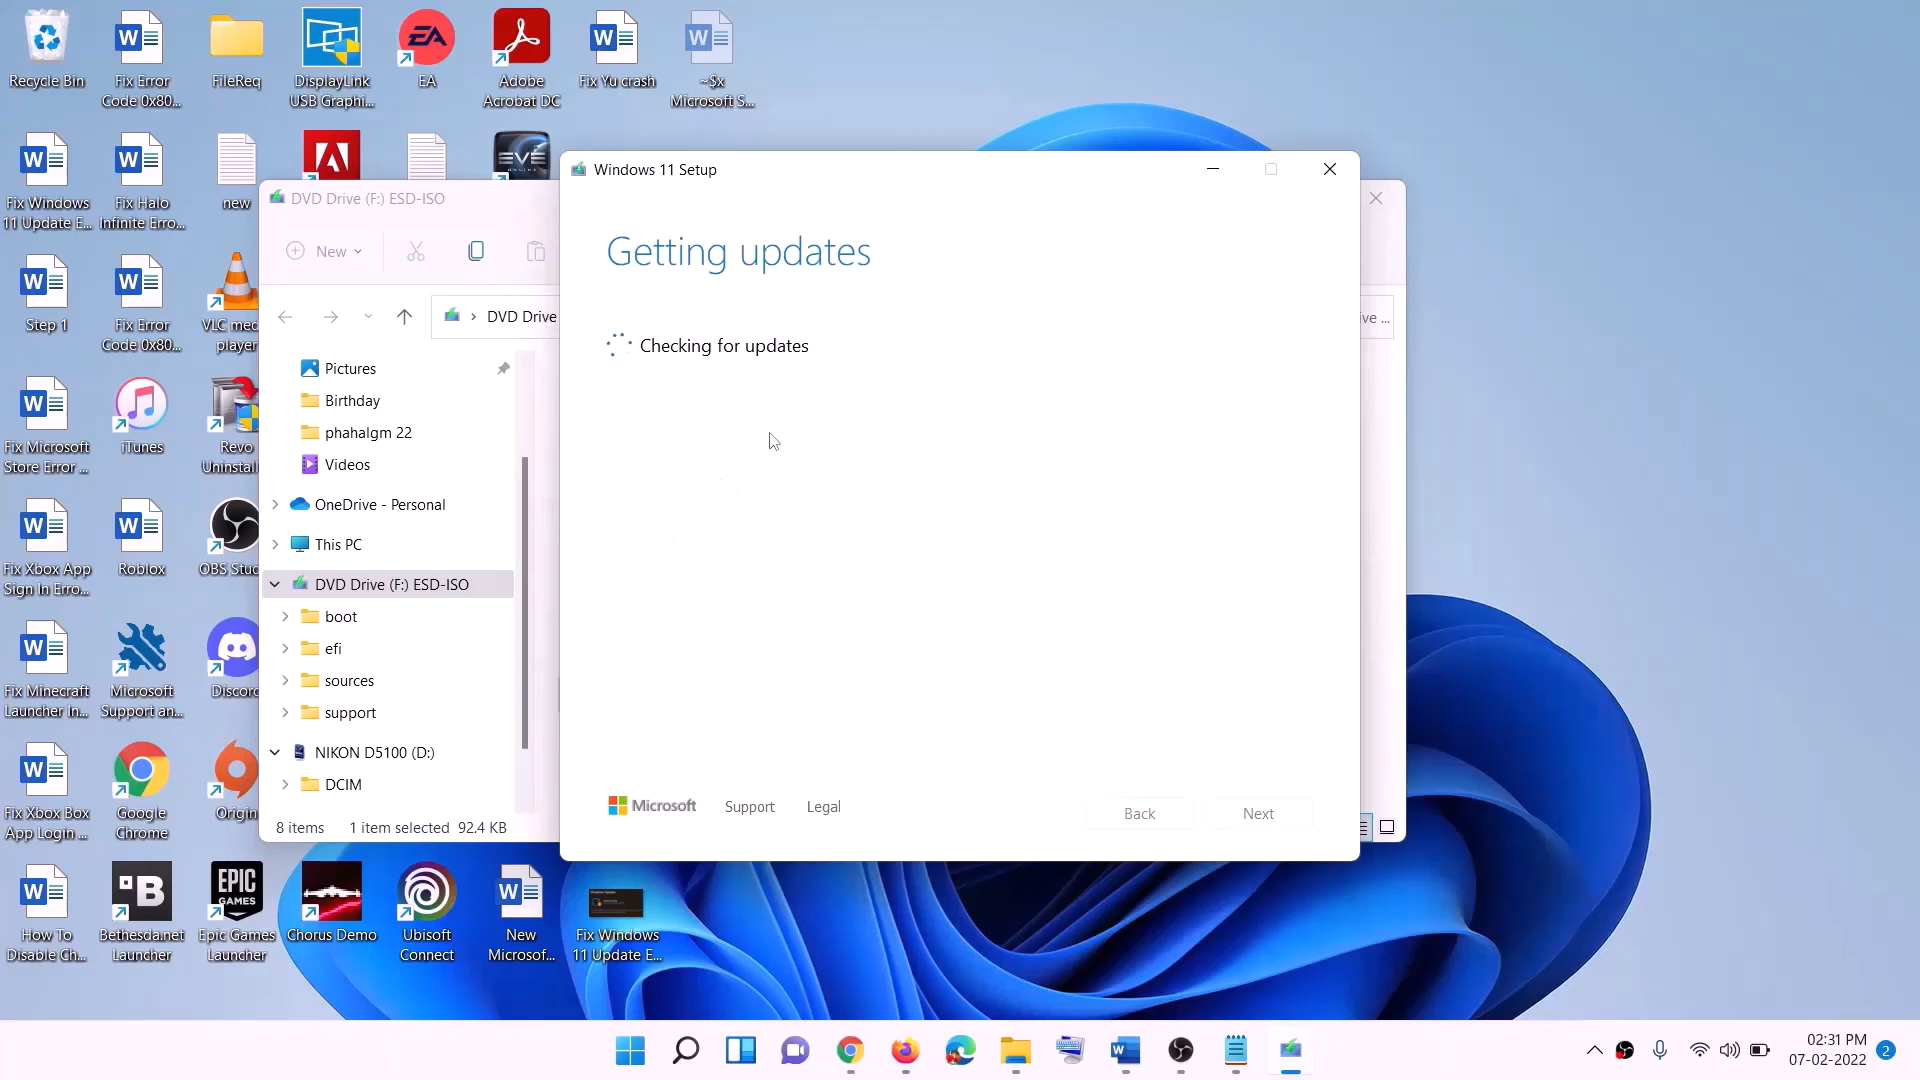 Recycle Bin
Fix Error
Code 0x80...
FileReq
DisplayLink
USB Graphi...
EA
Adobe
Acrobat DC
Fix Yu crash
~$x
Microsoft S...
Fix Windows
11 Update E...
Fix Halo
Infinite Erro...
new
EVE
ONLINE
Step 1
Fix Error
Code 0x80...
VLC med
player
Fix Microsoft
Store Error ...
iTunes
Revo
Uninstal
Fix Xbox App
Sign In Erro...
Roblox
OBS Stud
Fix Minecraft
Launcher In...
Microsoft
Support an...
Discord
Fix Xbox Box
App Login ...
Google
Chrome
Origin
How To
Disable Ch...
Bethesda.net
Launcher
EPIC
GAMES
Epic Games
Launcher
Chorus Demo
Ubisoft
Connect
New
Microsof...
Fix Windows
11 Update E...
DVD Drive (F:) ESD-ISO
New
DVD Drive
ive ...
Pictures
Birthday
phahalgm 22
Videos
OneDrive - Personal
This PC
DVD Drive (F:) ESD-ISO
boot
efi
sources
support
NIKON D5100 (D:)
DCIM
8 items 1 item selected 92.4 KB
Windows 11 Setup
Getting updates
Checking for updates
Microsoft Support Legal
Back Next
02:31 PM
07-02-2022
2